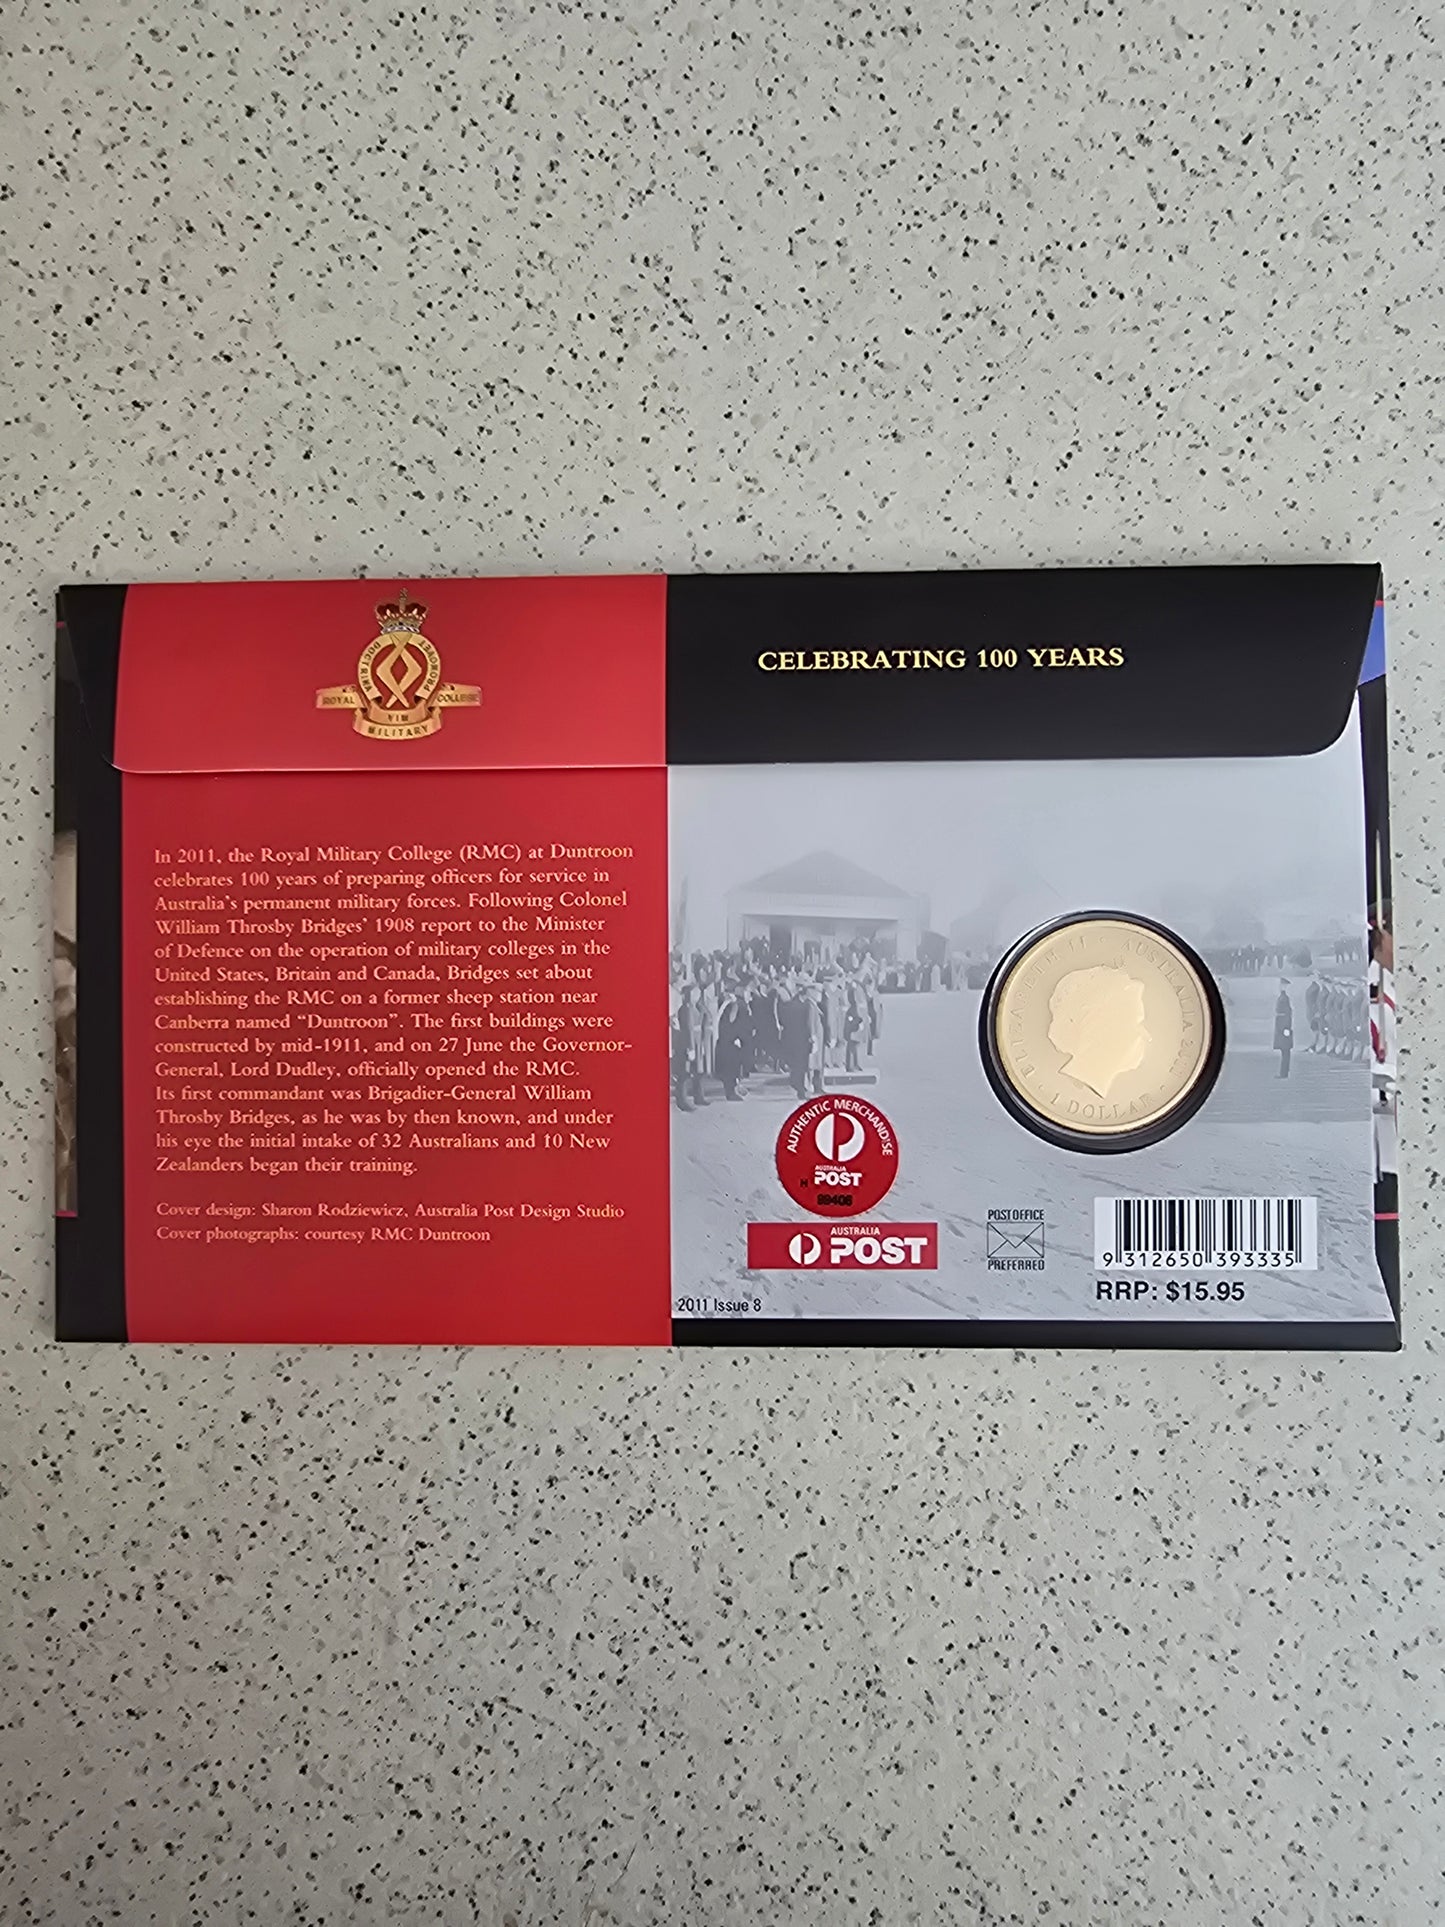 DOCTRINA
VIM
PROMOVET
ROYAL
COLLEGE
MILITARY
CELEBRATING 100 YEARS
In 2011, the Royal Military College (RMC) at Duntroon
celebrates 100 years of preparing officers for service in
Australia's permanent military forces. Following Colonel
William Throsby Bridges' 1908 report to the Minister
of Defence on the operation of military colleges in the
United States, Britain and Canada, Bridges set about
establishing the RMC on a former sheep station near
Canberra named “Duntroon”. The first buildings were
constructed by mid-1911, and on 27 June the Governor-
General, Lord Dudley, officially opened the RMC.
Its first commandant was Brigadier-General William
Throsby Bridges, as he was by then known, and under
his eye the initial intake of 32 Australians and 10 New
Zealanders began their training.
Cover design: Sharon Rodziewicz, Australia Post Design Studio
Cover photographs: courtesy RMC Duntroon
ELIZABETH II • AUSTRALIA 2011
1 DOLLAR
AUTHENTIC MERCHANDISE
AUSTRALIA
POST
H
99406
AUSTRALIA
POST
POST OFFICE
PREFERRED
9 312650 393335
RRP: $15.95
2011 Issue 8